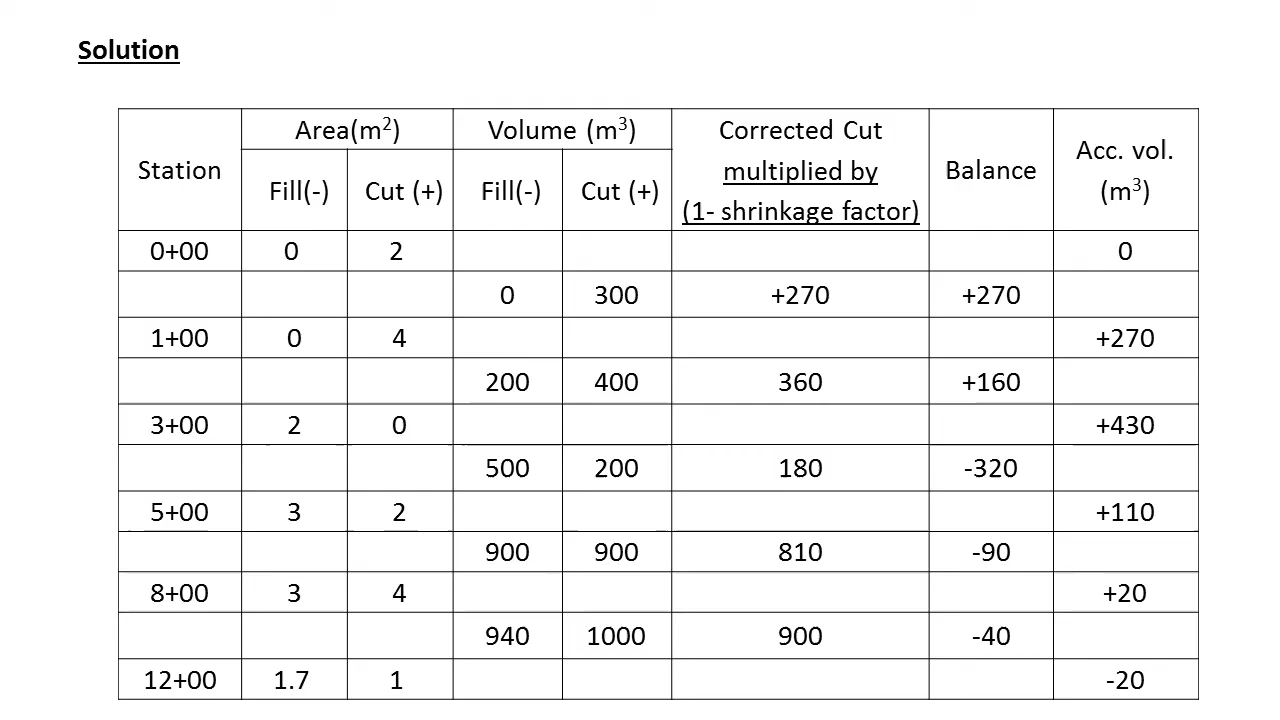 Solution
Station Area(m²) Volume (m³) Corrected Cut multiplied by (1- shrinkage factor) Balance Acc. vol. (m³)
Fill(-) Cut (+) Fill(-) Cut (+)
0+00 0 2 0
0 300 +270 +270
1+00 0 4 +270
200 400 360 +160
3+00 2 0 +430
500 200 180 -320
5+00 3 2 +110
900 900 810 -90
8+00 3 4 +20
940 1000 900 -40
12+00 1.7 1 -20